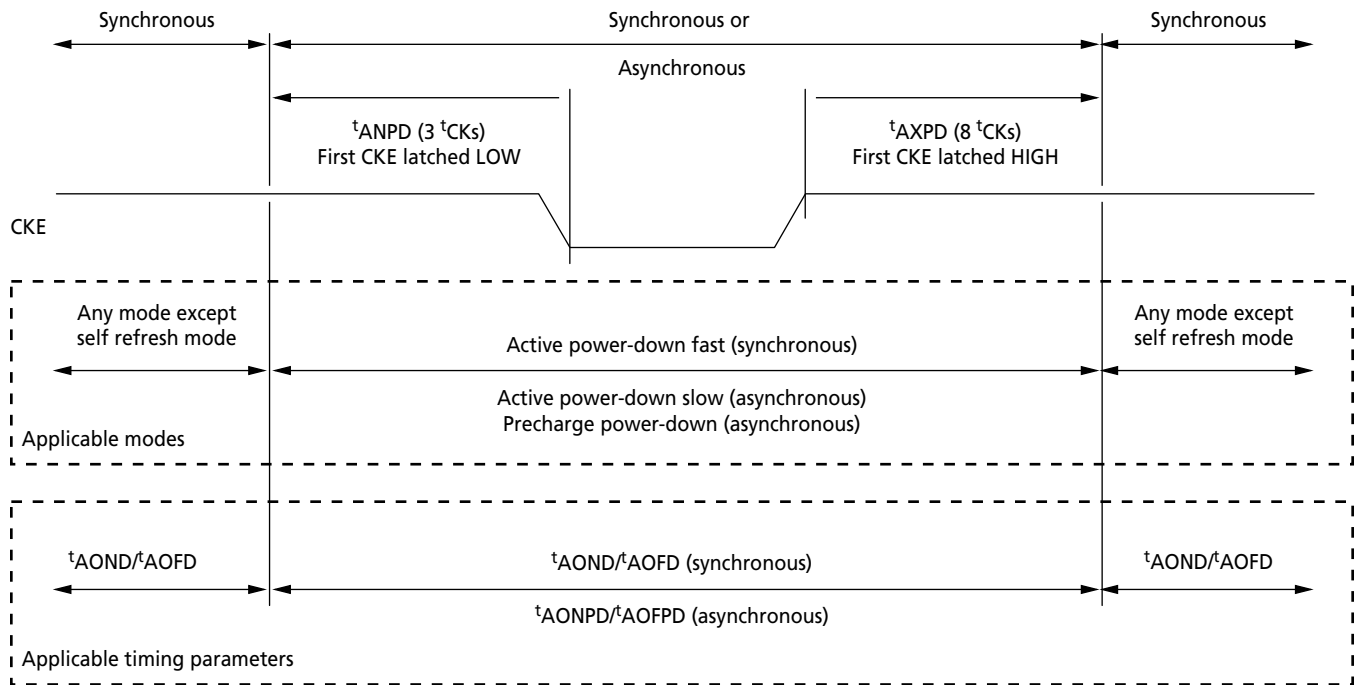 Synchronous
Synchronous or
Synchronous
Asynchronous
tANPD (3 tCKs)
First CKE latched LOW
tAXPD (8 tCKs)
First CKE latched HIGH
CKE
Any mode except
self refresh mode
Active power-down fast (synchronous)
Any mode except
self refresh mode
Active power-down slow (asynchronous)
Precharge power-down (asynchronous)
Applicable modes
tAOND/tAOFD
tAOND/tAOFD (synchronous)
tAOND/tAOFD
tAONPD/tAOFPD (asynchronous)
Applicable timing parameters